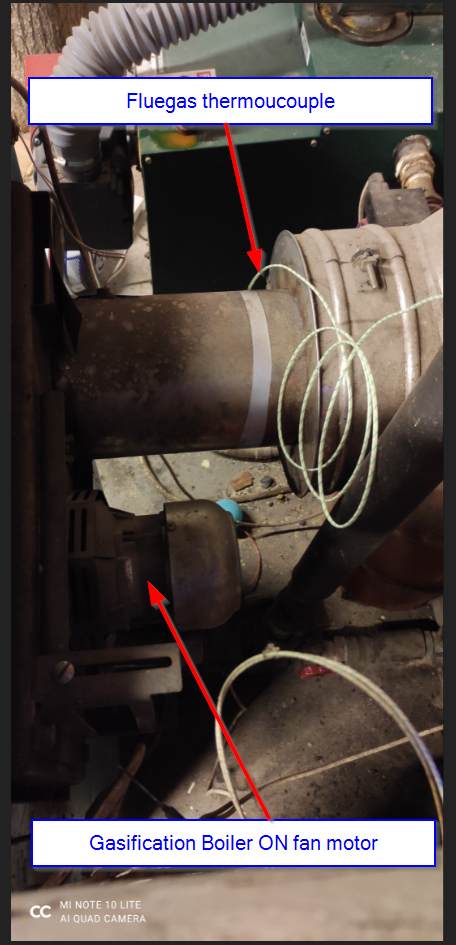 Fluegas thermoucouple
Gasification Boiler ON fan motor
MI NOTE 10 LITE
AI QUAD CAMERA